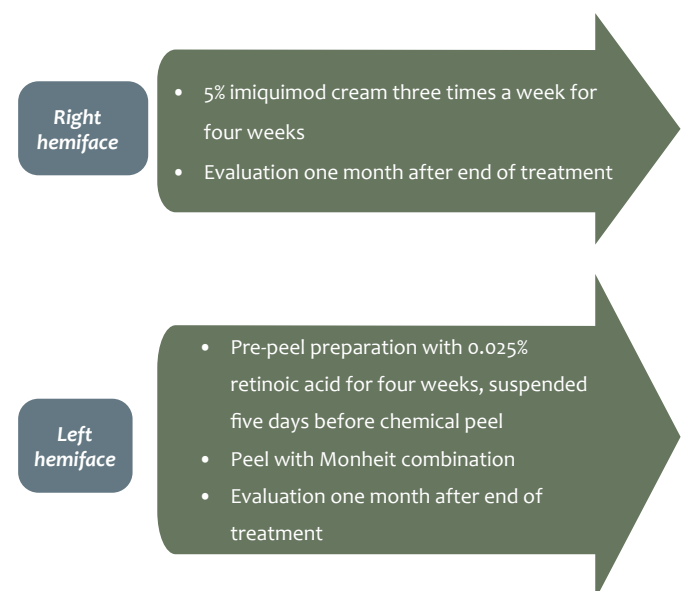 Right
hemiface
• 5% imiquimod cream three times a week for
four weeks
• Evaluation one month after end of treatment
Left
hemiface
• Pre-peel preparation with 0.025%
retinoic acid for four weeks, suspended
five days before chemical peel
• Peel with Monheit combination
• Evaluation one month after end of
treatment